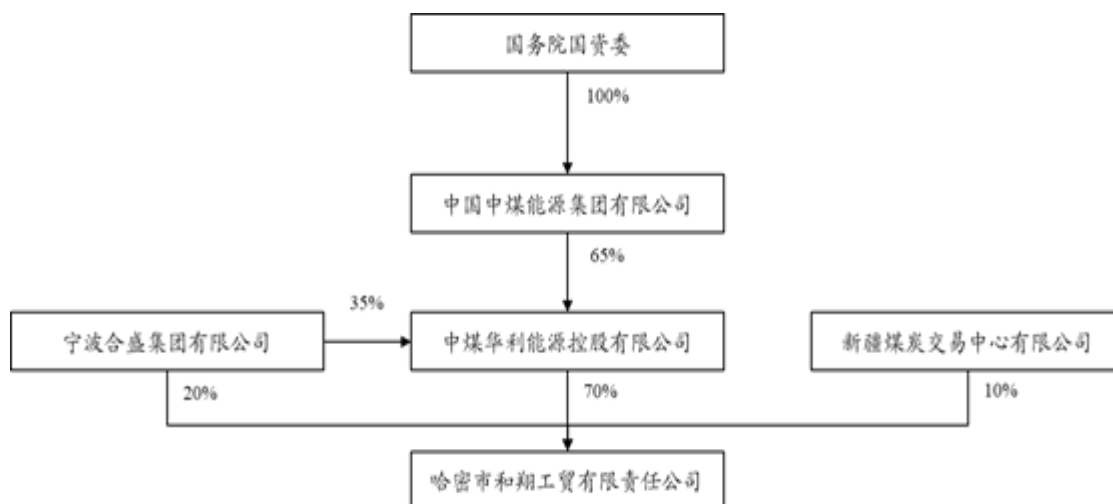 国务院国资委
100%
中国中煤能源集团有限公司
65%
35%
宁波合盛集团有限公司
中煤华利能源控股有限公司
新疆煤炭交易中心有限公司
20%
70%
10%
哈密市和翔工贸有限责任公司